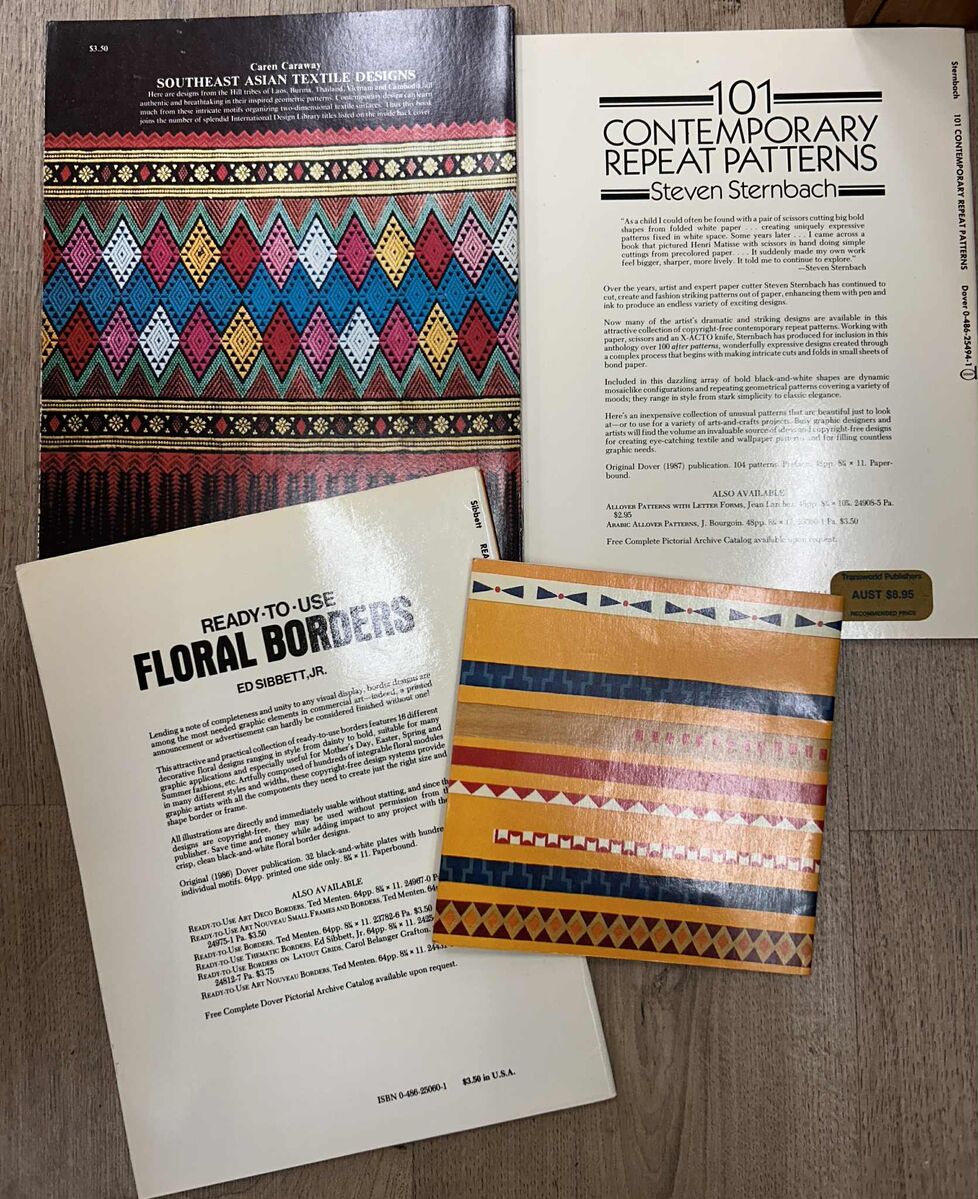 $3.50
Caren Caraway
SOUTHEAST ASIAN TEXTILE DESIGNS
Here are designs from the Hill tribes of Laos, Burma, Thailand, Vietnam and Cambodia, all
authentic and breathtaking in their inspired geometric patterns. Contemporary design can learn
much from these intricate motifs organizing two-dimensional textile surfaces. Thus this book
joins the number of splendid International Design Library titles listed on the inside back cover.
101
CONTEMPORARY
REPEAT PATTERNS
Steven Sternbach
"As a child I could often be found with a pair of scissors cutting big bold
shapes from folded white paper . . . creating uniquely expressive
patterns fixed in white space. Some years later . . . I came across a
book that pictured Henri Matisse with scissors in hand doing simple
cuttings from precolored paper. . . . It suddenly made my own work
feel bigger, sharper, more lively. It told me to continue to explore."
—Steven Sternbach
Over the years, artist and expert paper cutter Steven Sternbach has continued to
cut, create and fashion striking patterns out of paper, enhancing them with pen and
ink to produce an endless variety of exciting designs.
Now many of the artist's dramatic and striking designs are available in this
attractive collection of copyright-free contemporary repeat patterns. Working with
paper, scissors and an X-ACTO knife, Sternbach has produced for inclusion in this
anthology over 100 after patterns, wonderfully expressive designs created through
a complex process that begins with making intricate cuts and folds in small sheets of
bond paper.
Included in this dazzling array of bold black-and-white shapes are dynamic
mosaiclike configurations and repeating geometrical patterns covering a variety of
moods; they range in style from stark simplicity to classic elegance.
Here's an inexpensive collection of unusual patterns that are beautiful just to look
at—or to use for a variety of arts-and-crafts projects. Busy graphic designers and
artists will find the volume an invaluable source of ideas and copyright-free designs
for creating eye-catching textile and wallpaper patterns and for filling countless
graphic needs.
Original Dover (1987) publication. 104 patterns. Preface. 48pp. 8¼ × 11. Paper-
bound.
ALSO AVAILABLE
ALLOVER PATTERNS WITH LETTER FORMS, Jean 24908-5 Pa.
$2.95
ARABIC ALLOVER PATTERNS, J. Bourgoin. 48pp. Pa. $3.50
Free Complete Pictorial Archive Catalog available upon request.
Sternbach 101 CONTEMPORARY REPEAT PATTERNS Dover 0-486-25494-1
Transworld Publishers
AUST $8.95
RECOMMENDED PRICE
Sibbett REA
READY·TO·USE
FLORAL BORDERS
ED SIBBETT, JR.
Lending a note of completeness and unity to any visual display, border designs are
among the most needed graphic elements in commercial art—indeed, a printed
announcement or advertisement can hardly be considered finished without one!
This attractive and practical collection of ready-to-use borders features 16 different
decorative floral designs ranging in style from dainty to bold, suitable for many
graphic applications and especially useful for Mother's Day, Easter, Spring and
Summer fashions, etc. Artfully composed of hundreds of integrable floral modules
in many different styles and widths, these copyright-free design systems provide
graphic artists with all the components they need to create just the right size and
shape border or frame.
All illustrations are directly and immediately usable without statting, and since th
designs are copyright-free, they may be used without permission from t
publisher. Save time and money while adding impact to any project with the
crisp, clean black-and-white floral border designs.
Original (1986) Dover publication. 32 black-and-white plates with hundre
individual motifs. 64pp. printed one side only. 8¼ × 11. Paperbound.
ALSO AVAILABLE
READY-TO-USE ART DECO BORDERS, Ted Menten. 64pp. 8¼ × 11. 24967-0 P
READY-TO-USE ART NOUVEAU SMALL FRAMES AND BORDERS, Ted Menten. 64
24975-1 Pa. $3.50
READY-TO-USE BORDERS, Ted Menten. 64pp. 8¼ × 11. 23782-6 Pa. $3.50
READY-TO-USE THEMATIC BORDERS, Ed Sibbett, Jr. 64pp. 8¼ × 11. 2425
READY-TO-USE BORDERS ON LAYOUT GRIDS, Carol Belanger Grafton.
24812-7 Pa. $3.75
READY-TO-USE ART NOUVEAU BORDERS, Ted Menten. 64pp. 8¼ × 11.
Free Complete Dover Pictorial Archive Catalog available upon request.
ISBN 0-486-25060-1 $3.50 in U.S.A.